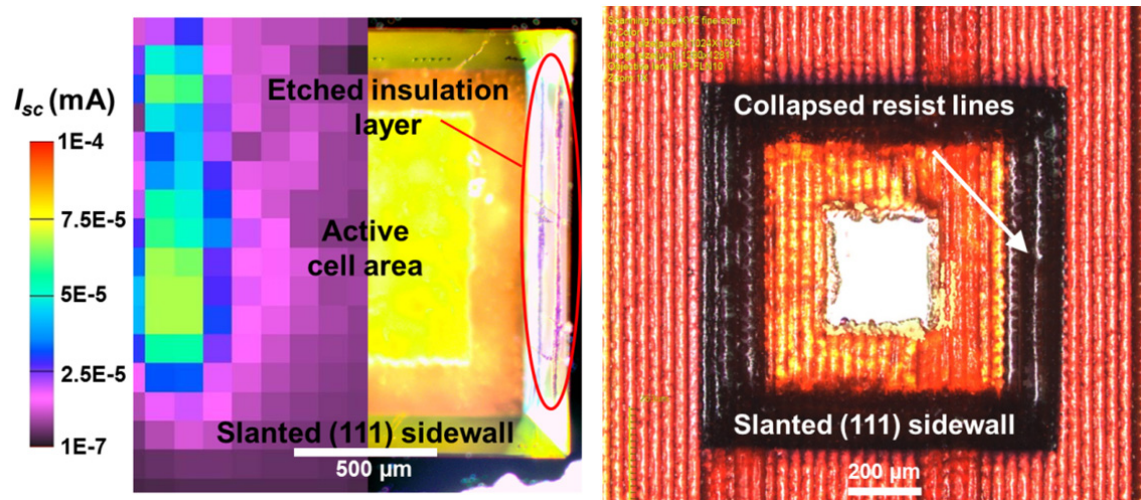 I_sc (mA)
1E-4
7.5E-5
5E-5
2.5E-5
1E-7
Etched insulation
layer
Active
cell area
Slanted (111) sidewall
500 μm
Collapsed resist lines
Slanted (111) sidewall
200 μm